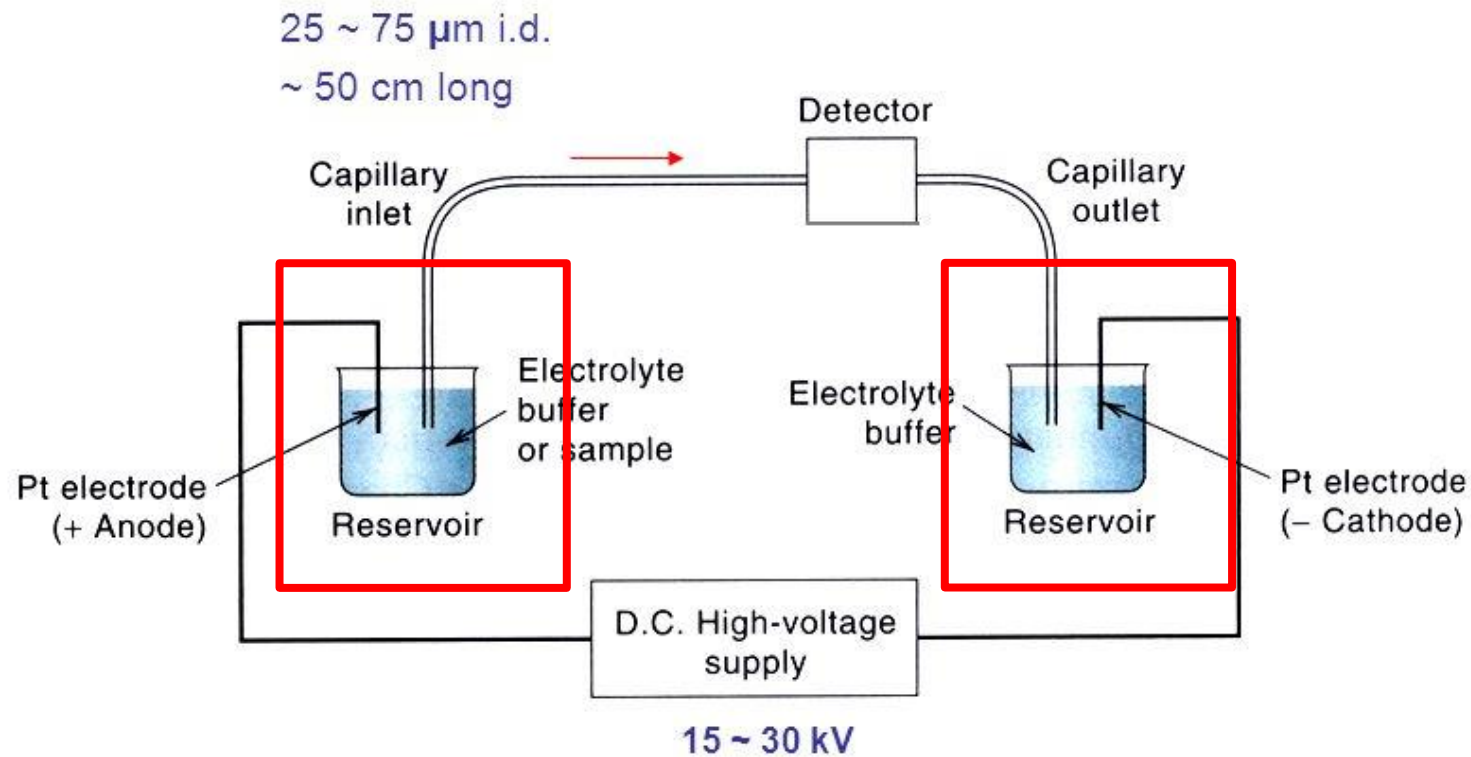 25 ~ 75 µm i.d.
~ 50 cm long
Detector
Capillary
inlet
Capillary
outlet
Electrolyte
buffer
or sample
Electrolyte
buffer
Pt electrode
(+ Anode)
Reservoir
Reservoir
Pt electrode
(− Cathode)
D.C. High-voltage
supply
15 ~ 30 kV